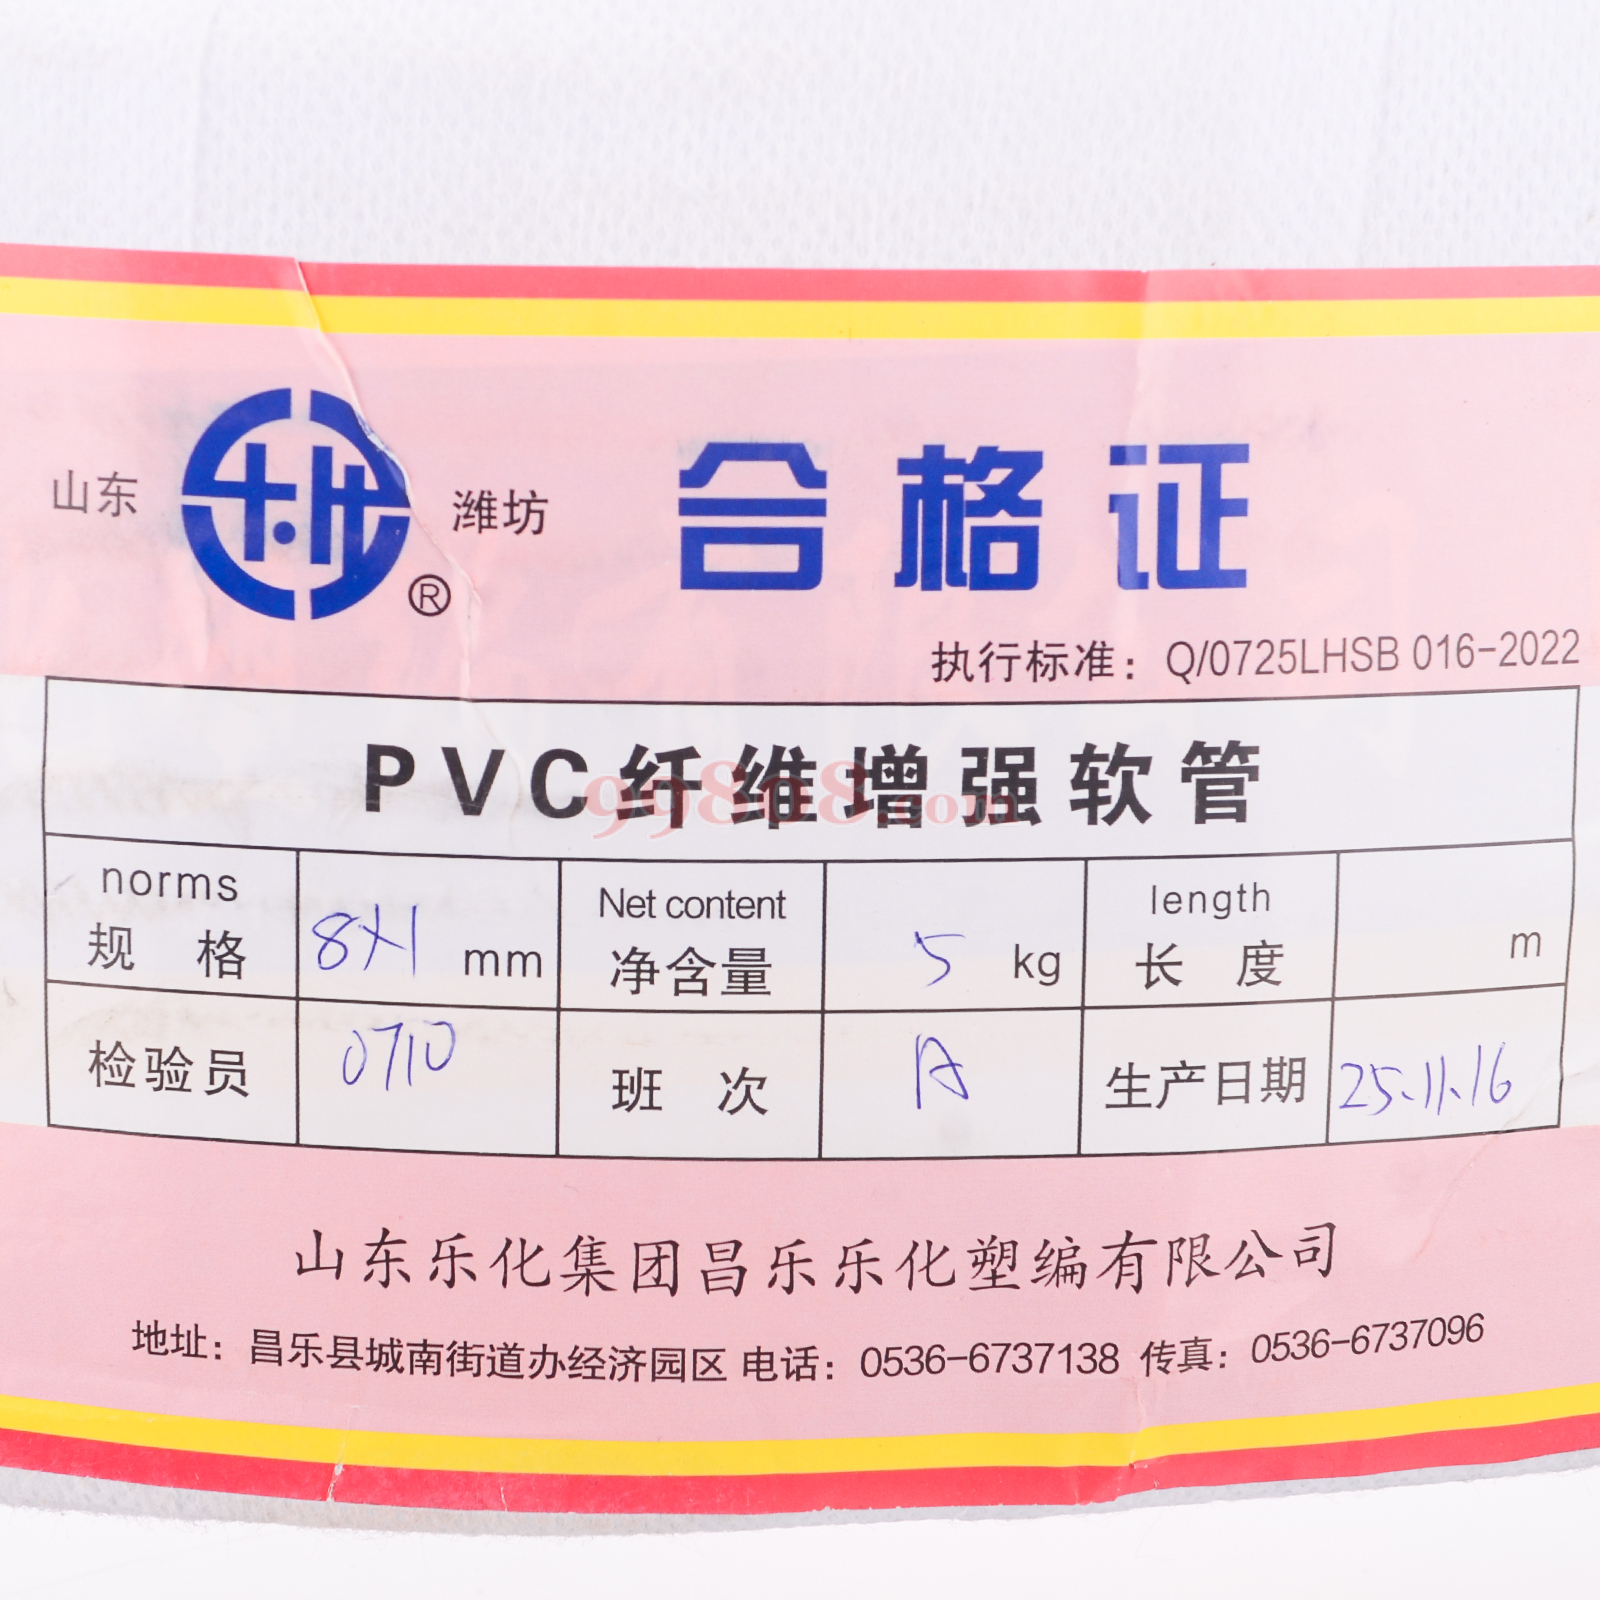 山东 潍坊 合格证
®
执行标准：Q/0725LHSB 016-2022
PVC纤维增强软管
99808.com
norms 规格 8×1 mm Net content 净含量 5 kg length 长度 m
检验员 0710 班次 A 生产日期 25.11.16
山东乐化集团昌乐乐化塑编有限公司
地址：昌乐县城南街道办经济园区 电话：0536-6737138 传真：0536-6737096